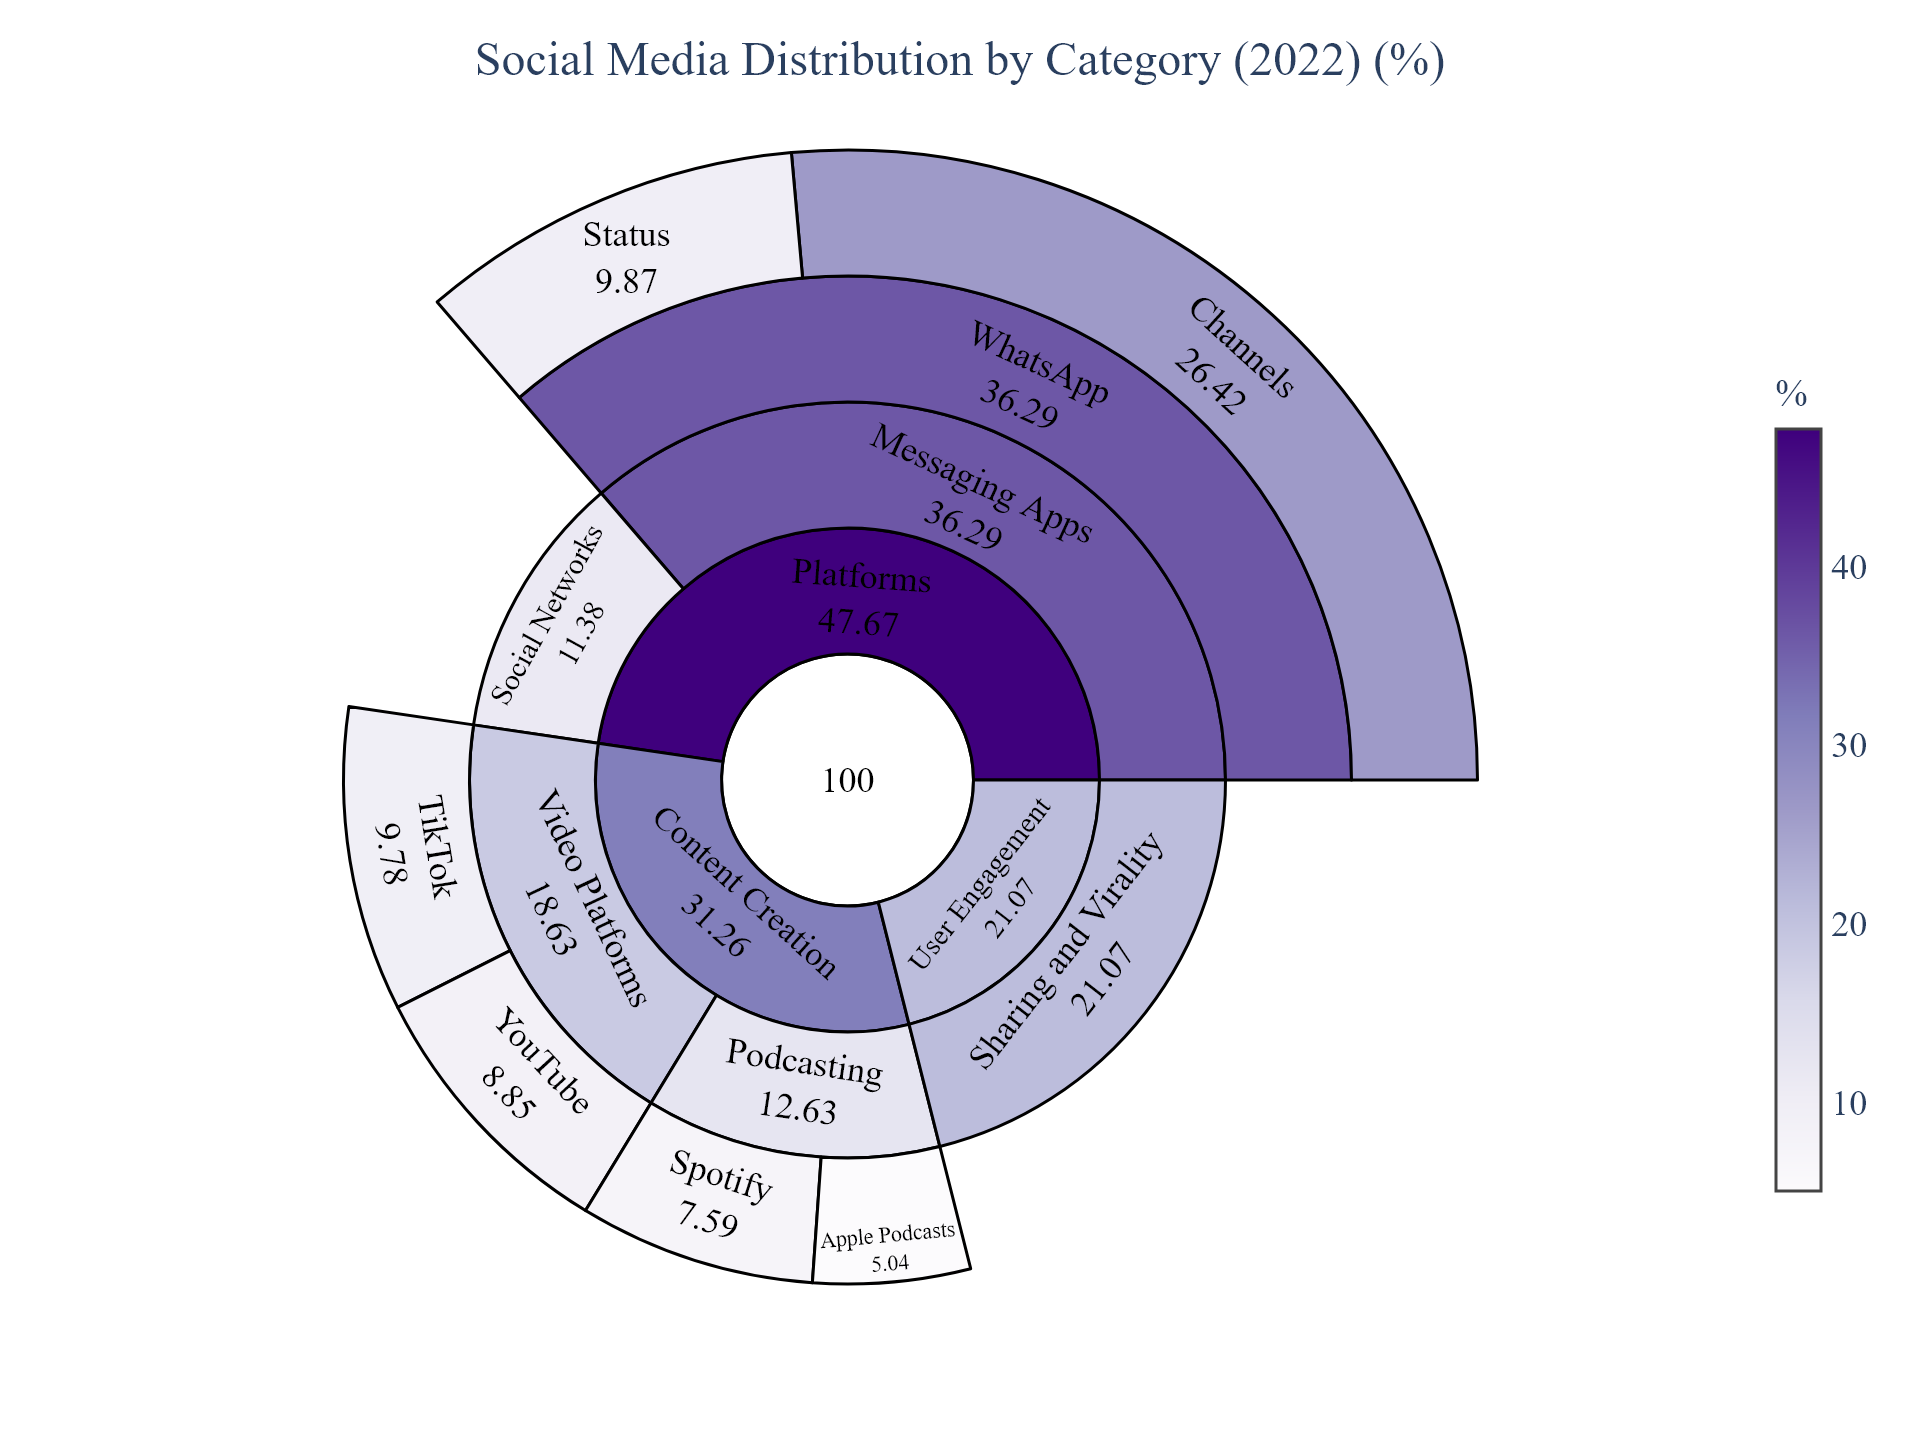 Social Media Distribution by Category (2022) (%)
Status
9.87
Channels
26.42
WhatsApp
36.29
Messaging Apps
36.29
Platforms
47.67
Social Networks
11.38
100
TikTok
9.78
Video Platforms
18.63
Content Creation
31.26
User Engagement
21.07
Sharing and Virality
21.07
YouTube
8.85
Podcasting
12.63
Spotify
7.59
Apple Podcasts
5.04
%
40
30
20
10